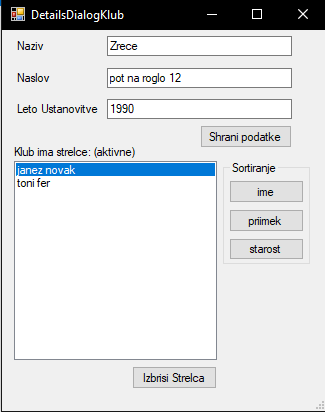 DetailsDialogKlub
Naziv
Zrece
Naslov
pot na roglo 12
Leto Ustanovitve
1990
Shrani podatke
Klub ima strelce: (aktivne)
janez novak
toni fer
Sortiranje
ime
priimek
starost
Izbrisi Strelca